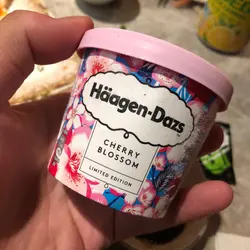 Häagen-Dazs
CHERRY
BLOSSOM
LIMITED EDITION